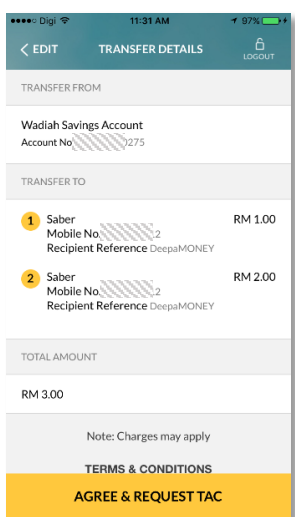 Digi 11:31 AM 97%
EDIT TRANSFER DETAILS
LOGOUT
TRANSFER FROM
Wadiah Savings Account
Account No 0275
TRANSFER TO
1 Saber RM 1.00
Mobile No. 2
Recipient Reference DeepaMONEY
2 Saber RM 2.00
Mobile No. 2
Recipient Reference DeepaMONEY
TOTAL AMOUNT
RM 3.00
Note: Charges may apply
TERMS & CONDITIONS
AGREE & REQUEST TAC